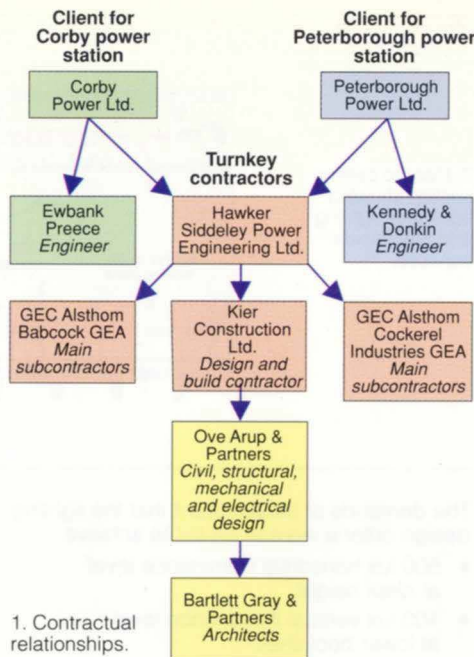 Client for
Corby power
station
Client for
Peterborough power
station
Corby
Power Ltd.
Peterborough
Power Ltd.
Turnkey
contractors
Ewbank
Preece
Engineer
Hawker
Siddeley Power
Engineering Ltd.
Kennedy &
Donkin
Engineer
GEC Alsthom
Babcock GEA
Main
subcontractors
Kier
Construction
Ltd.
Design and
build contractor
GEC Alsthom
Cockerel
Industries GEA
Main
subcontractors
Ove Arup &
Partners
Civil, structural,
mechanical
and electrical
design
Bartlett Gray &
Partners
Architects
1. Contractual
relationships.